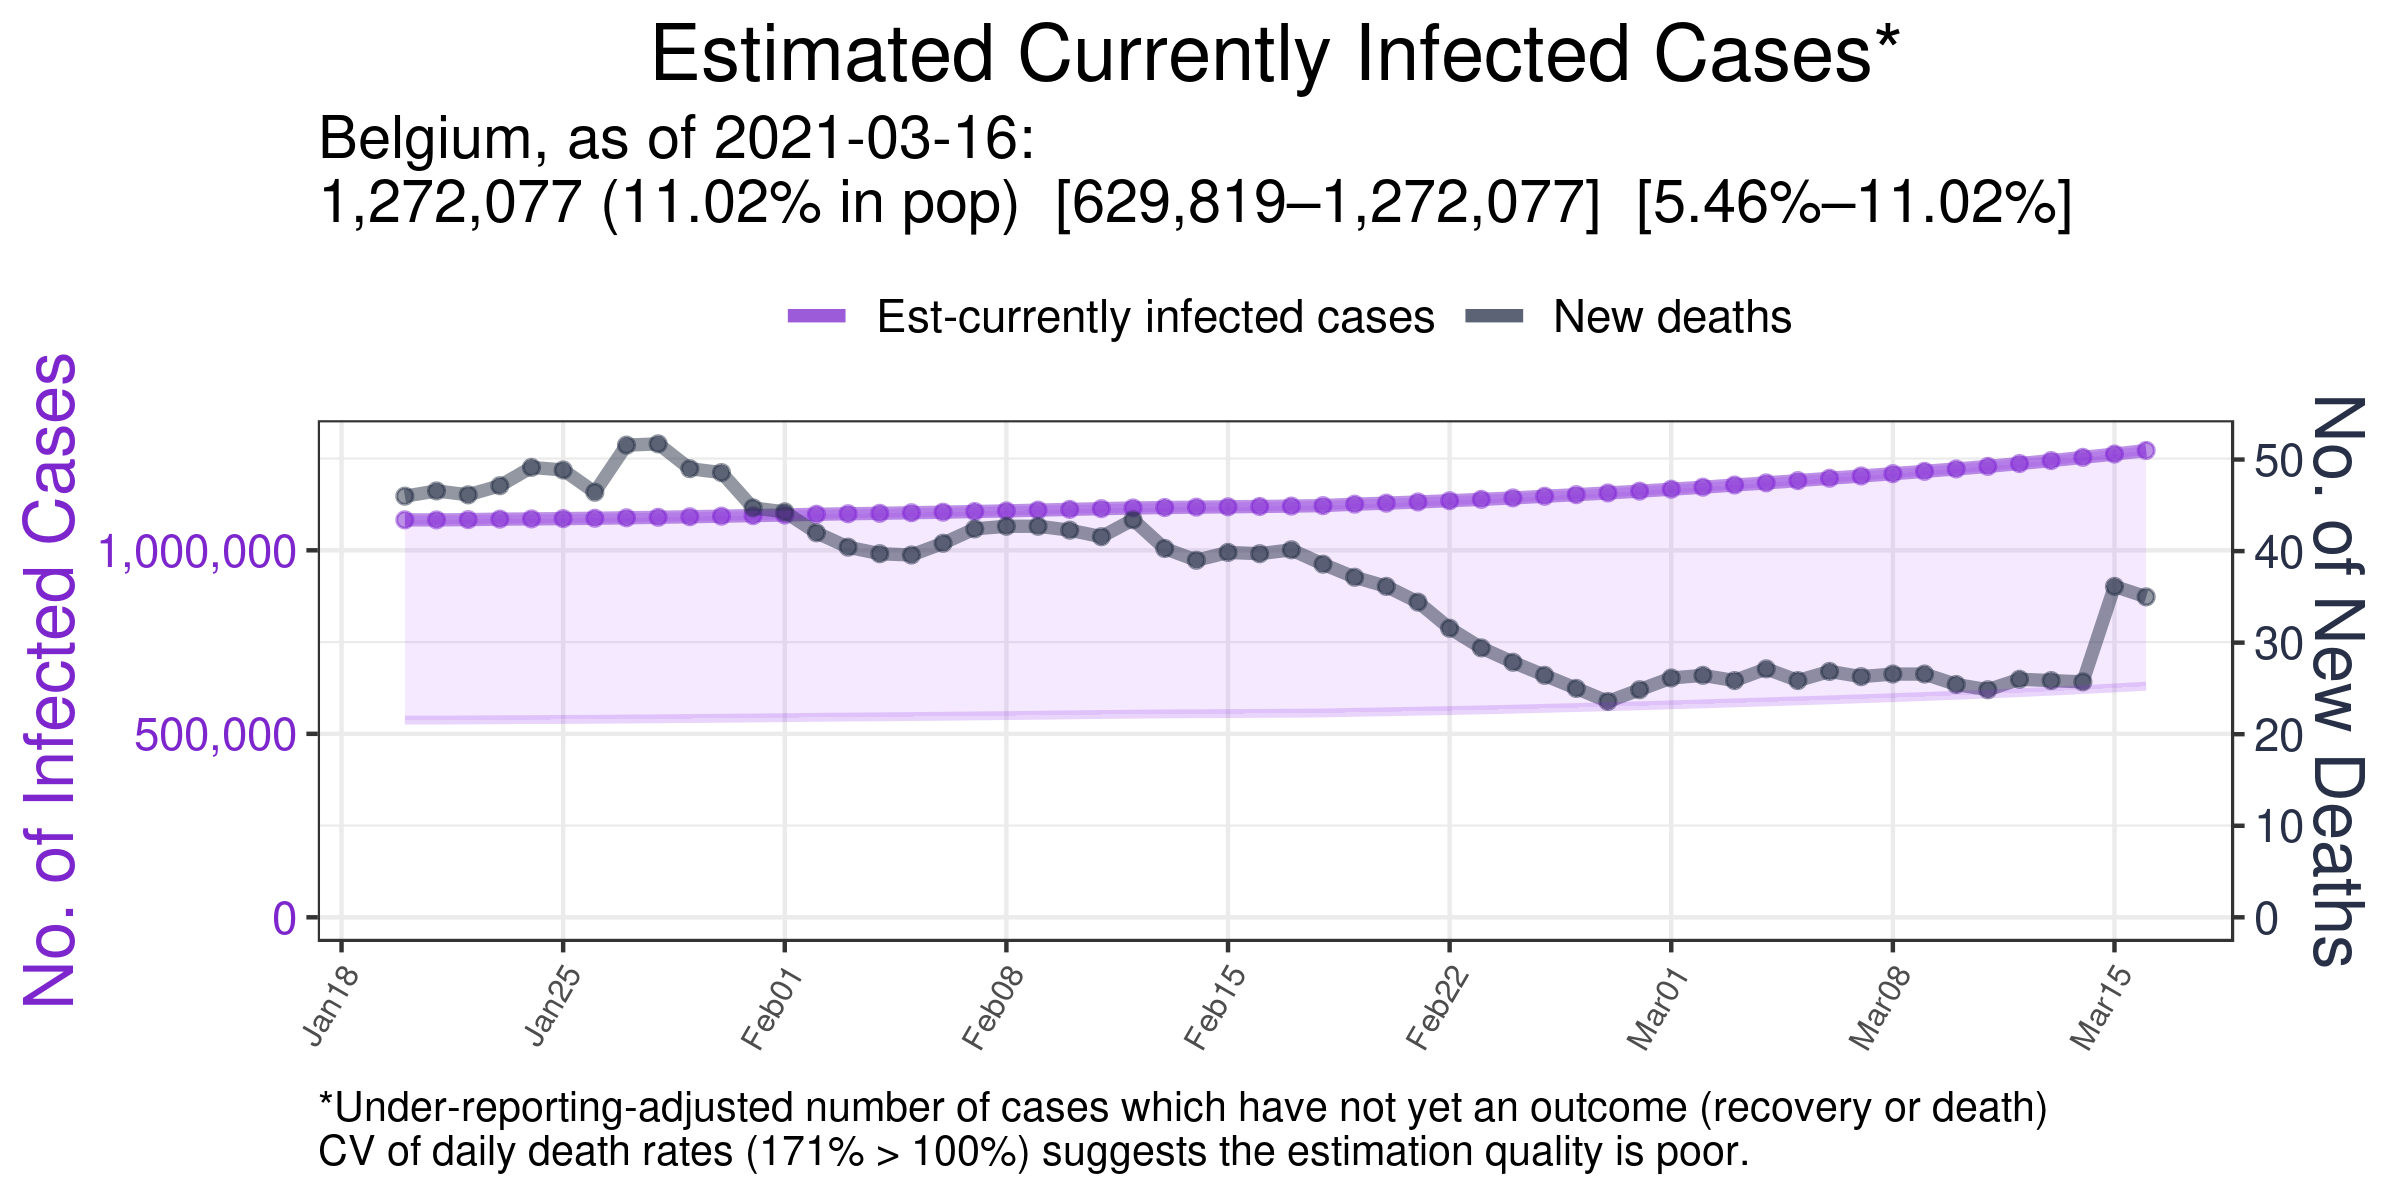 Estimated Currently Infected Cases*
Belgium, as of 2021-03-16:
1,272,077 (11.02% in pop)  [629,819–1,272,077]  [5.46%–11.02%]
Est-currently infected cases
New deaths
No. of Infected Cases
1,000,000
500,000
0
50
40
30
20
10
0
No. of New Deaths
Jan18
Jan25
Feb01
Feb08
Feb15
Feb22
Mar01
Mar08
Mar15
*Under-reporting-adjusted number of cases which have not yet an outcome (recovery or death)
CV of daily death rates (171% > 100%) suggests the estimation quality is poor.